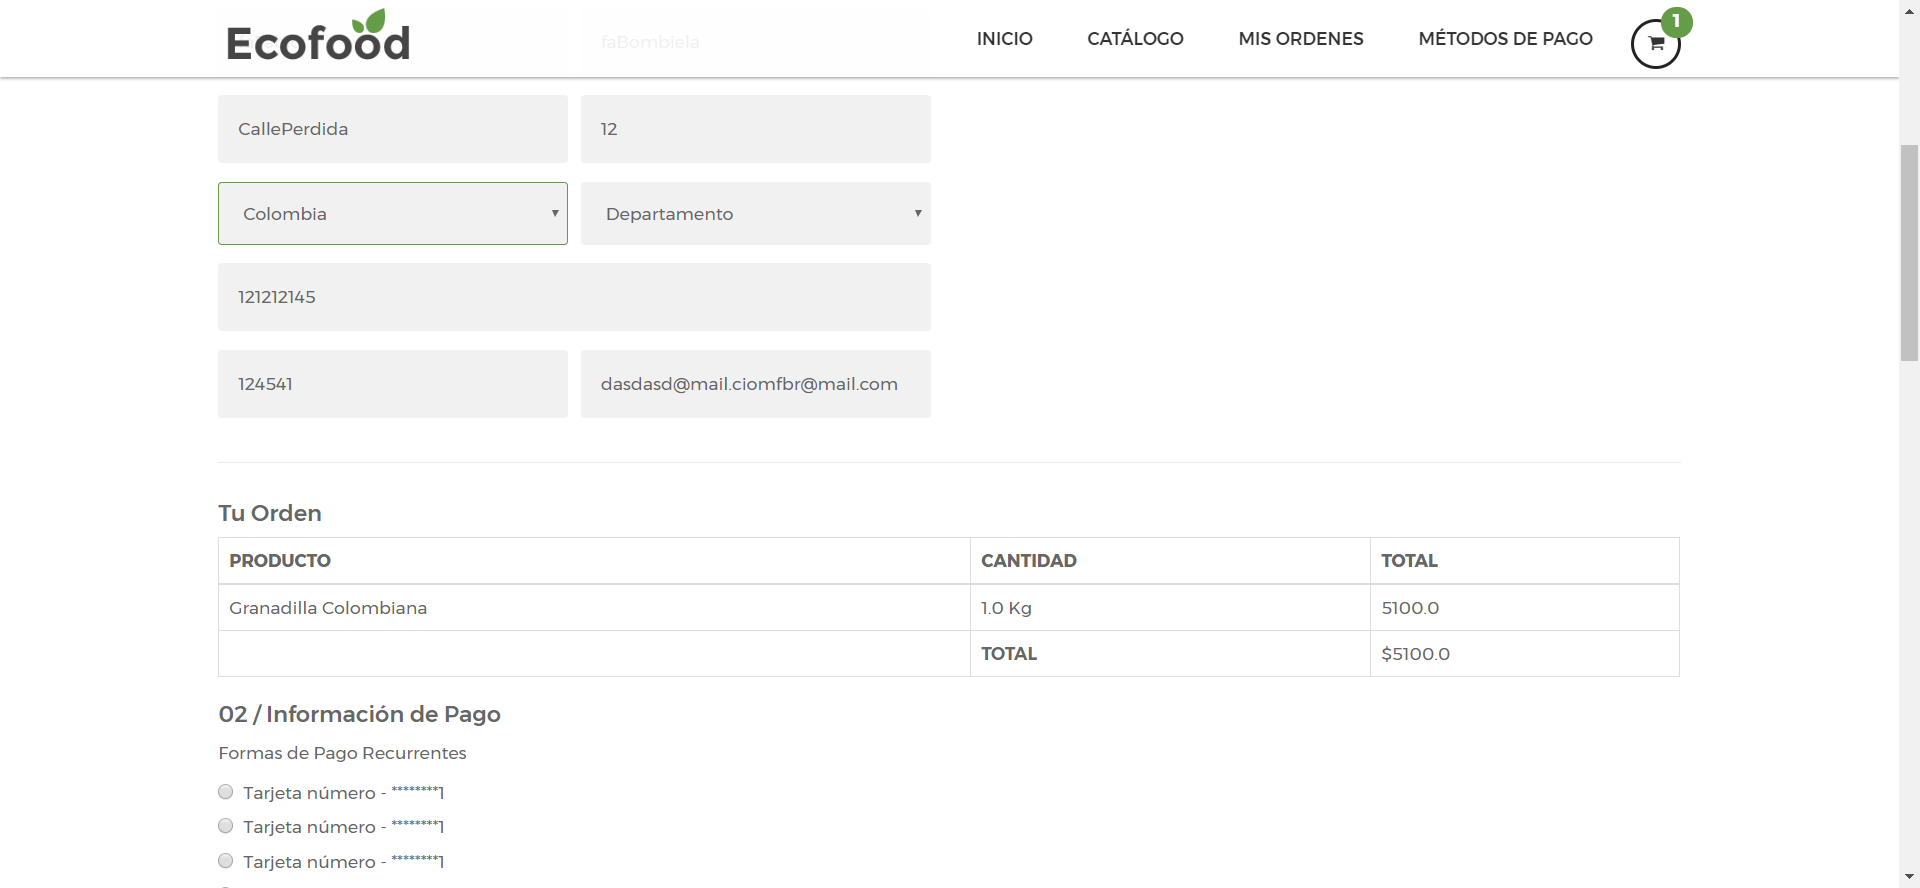 Ecofood
faBombiela
INICIO
CATÁLOGO
MIS ORDENES
MÉTODOS DE PAGO
1
CallePerdida
12
Colombia
Departamento
121212145
124541
dasdasd@mail.ciomfbr@mail.com
Tu Orden
PRODUCTO CANTIDAD TOTAL
Granadilla Colombiana 1.0 Kg 5100.0
TOTAL $5100.0
02 / Información de Pago
Formas de Pago Recurrentes
Tarjeta número - ********1
Tarjeta número - ********1
Tarjeta número - ********1